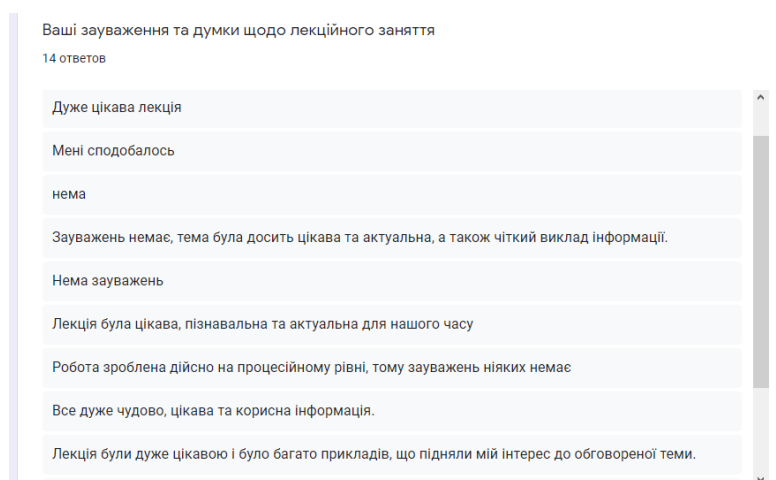 Ваші зауваження та думки щодо лекційного заняття
14 ответов
Дуже цікава лекція
Мені сподобалось
нема
Зауважень немає, тема була досить цікава та актуальна, а також чіткий виклад інформації.
Нема зауважень
Лекція була цікава, пізнавальна та актуальна для нашого часу
Робота зроблена дійсно на процесійному рівні, тому зауважень ніяких немає
Все дуже чудово, цікава та корисна інформація.
Лекція були дуже цікавою і було багато прикладів, що підняли мій інтерес до обговореної теми.